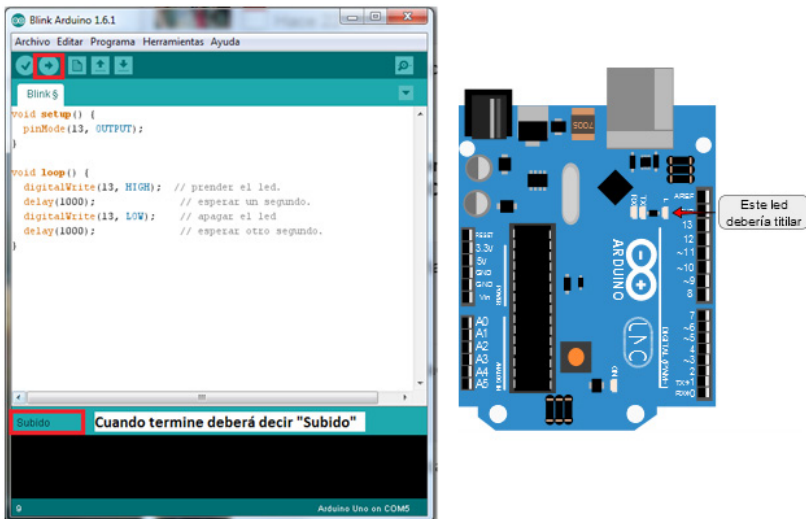 Blink Arduino 1.6.1
Archivo Editar Programa Herramientas Ayuda
Blink §
void setup() {
pinMode(13, OUTPUT);
}
void loop() {
digitalWrite(13, HIGH); // prender el led.
delay(1000); // esperar un segundo.
digitalWrite(13, LOW); // apagar el led
delay(1000); // esperar otro segundo.
}
Subido
Cuando termine deberá decir "Subido"
9
Arduino Uno on COM5
Este led
debería titilar
7005
RX
TX
L
AREF
13
12
~11
~10
~9
8
7
~6
~5
4
~3
2
TX→1
RX←0
RESET
3.3V
5V
GND
GND
Vin
POWER
A0
A1
A2
A3
A4
A5
ANALOG IN
ARDUINO
ON